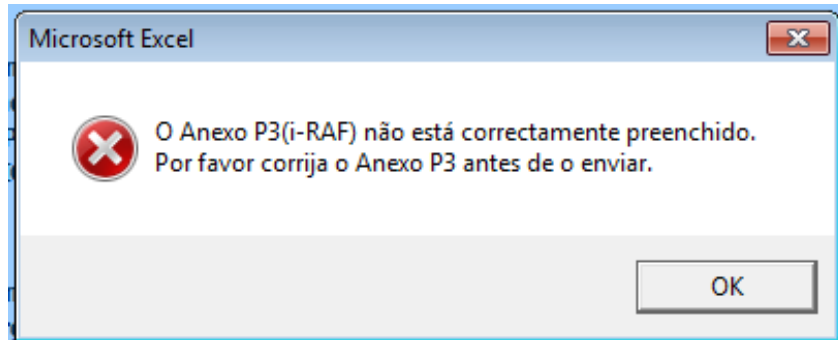 Microsoft Excel
O Anexo P3(i-RAF) não está correctamente preenchido.
Por favor corrija o Anexo P3 antes de o enviar.
OK